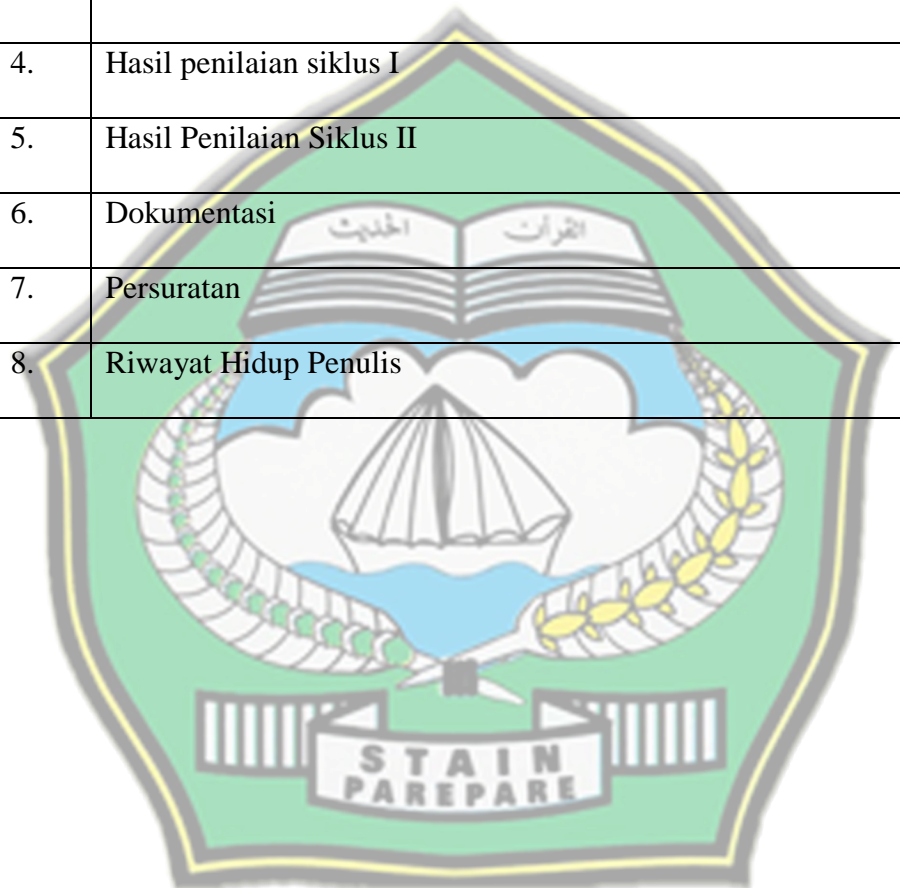 4. Hasil penilaian siklus I
5. Hasil Penilaian Siklus II
6. Dokumentasi
الحديث القرآن
7. Persuratan
8. Riwayat Hidup Penulis
STAIN
PAREPARE